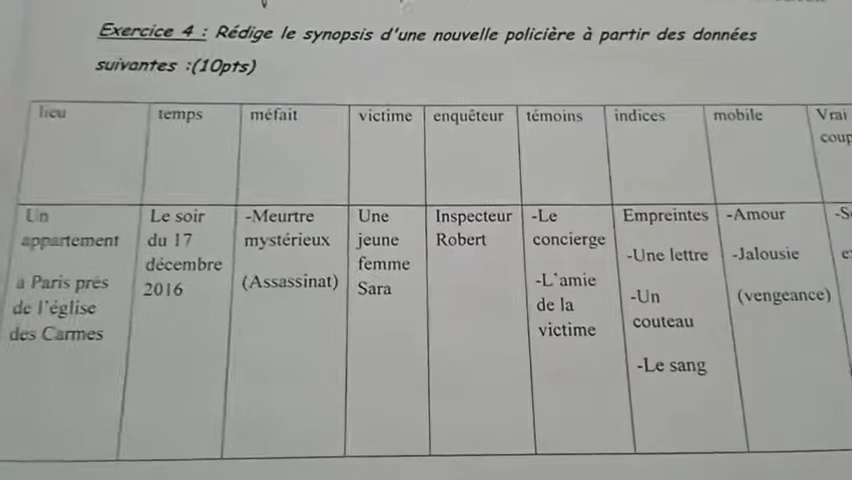 Exercice 4 : Rédige le synopsis d'une nouvelle policière à partir des données
suivantes :(10pts)
lieu
temps
méfait
victime
enquêteur
témoins
indices
mobile
Vrai
Un
appartement
à Paris près
de l'église
des Carmes
Le soir
du 17
décembre
2016
-Meurtre
mystérieux
(Assassinat)
Une
jeune
femme
Sara
Inspecteur
Robert
-Le
concierge
-L'amie
de la
victime
Empreintes
-Une lettre
-Un
couteau
-Le sang
-Amour
-Jalousie
(vengeance)